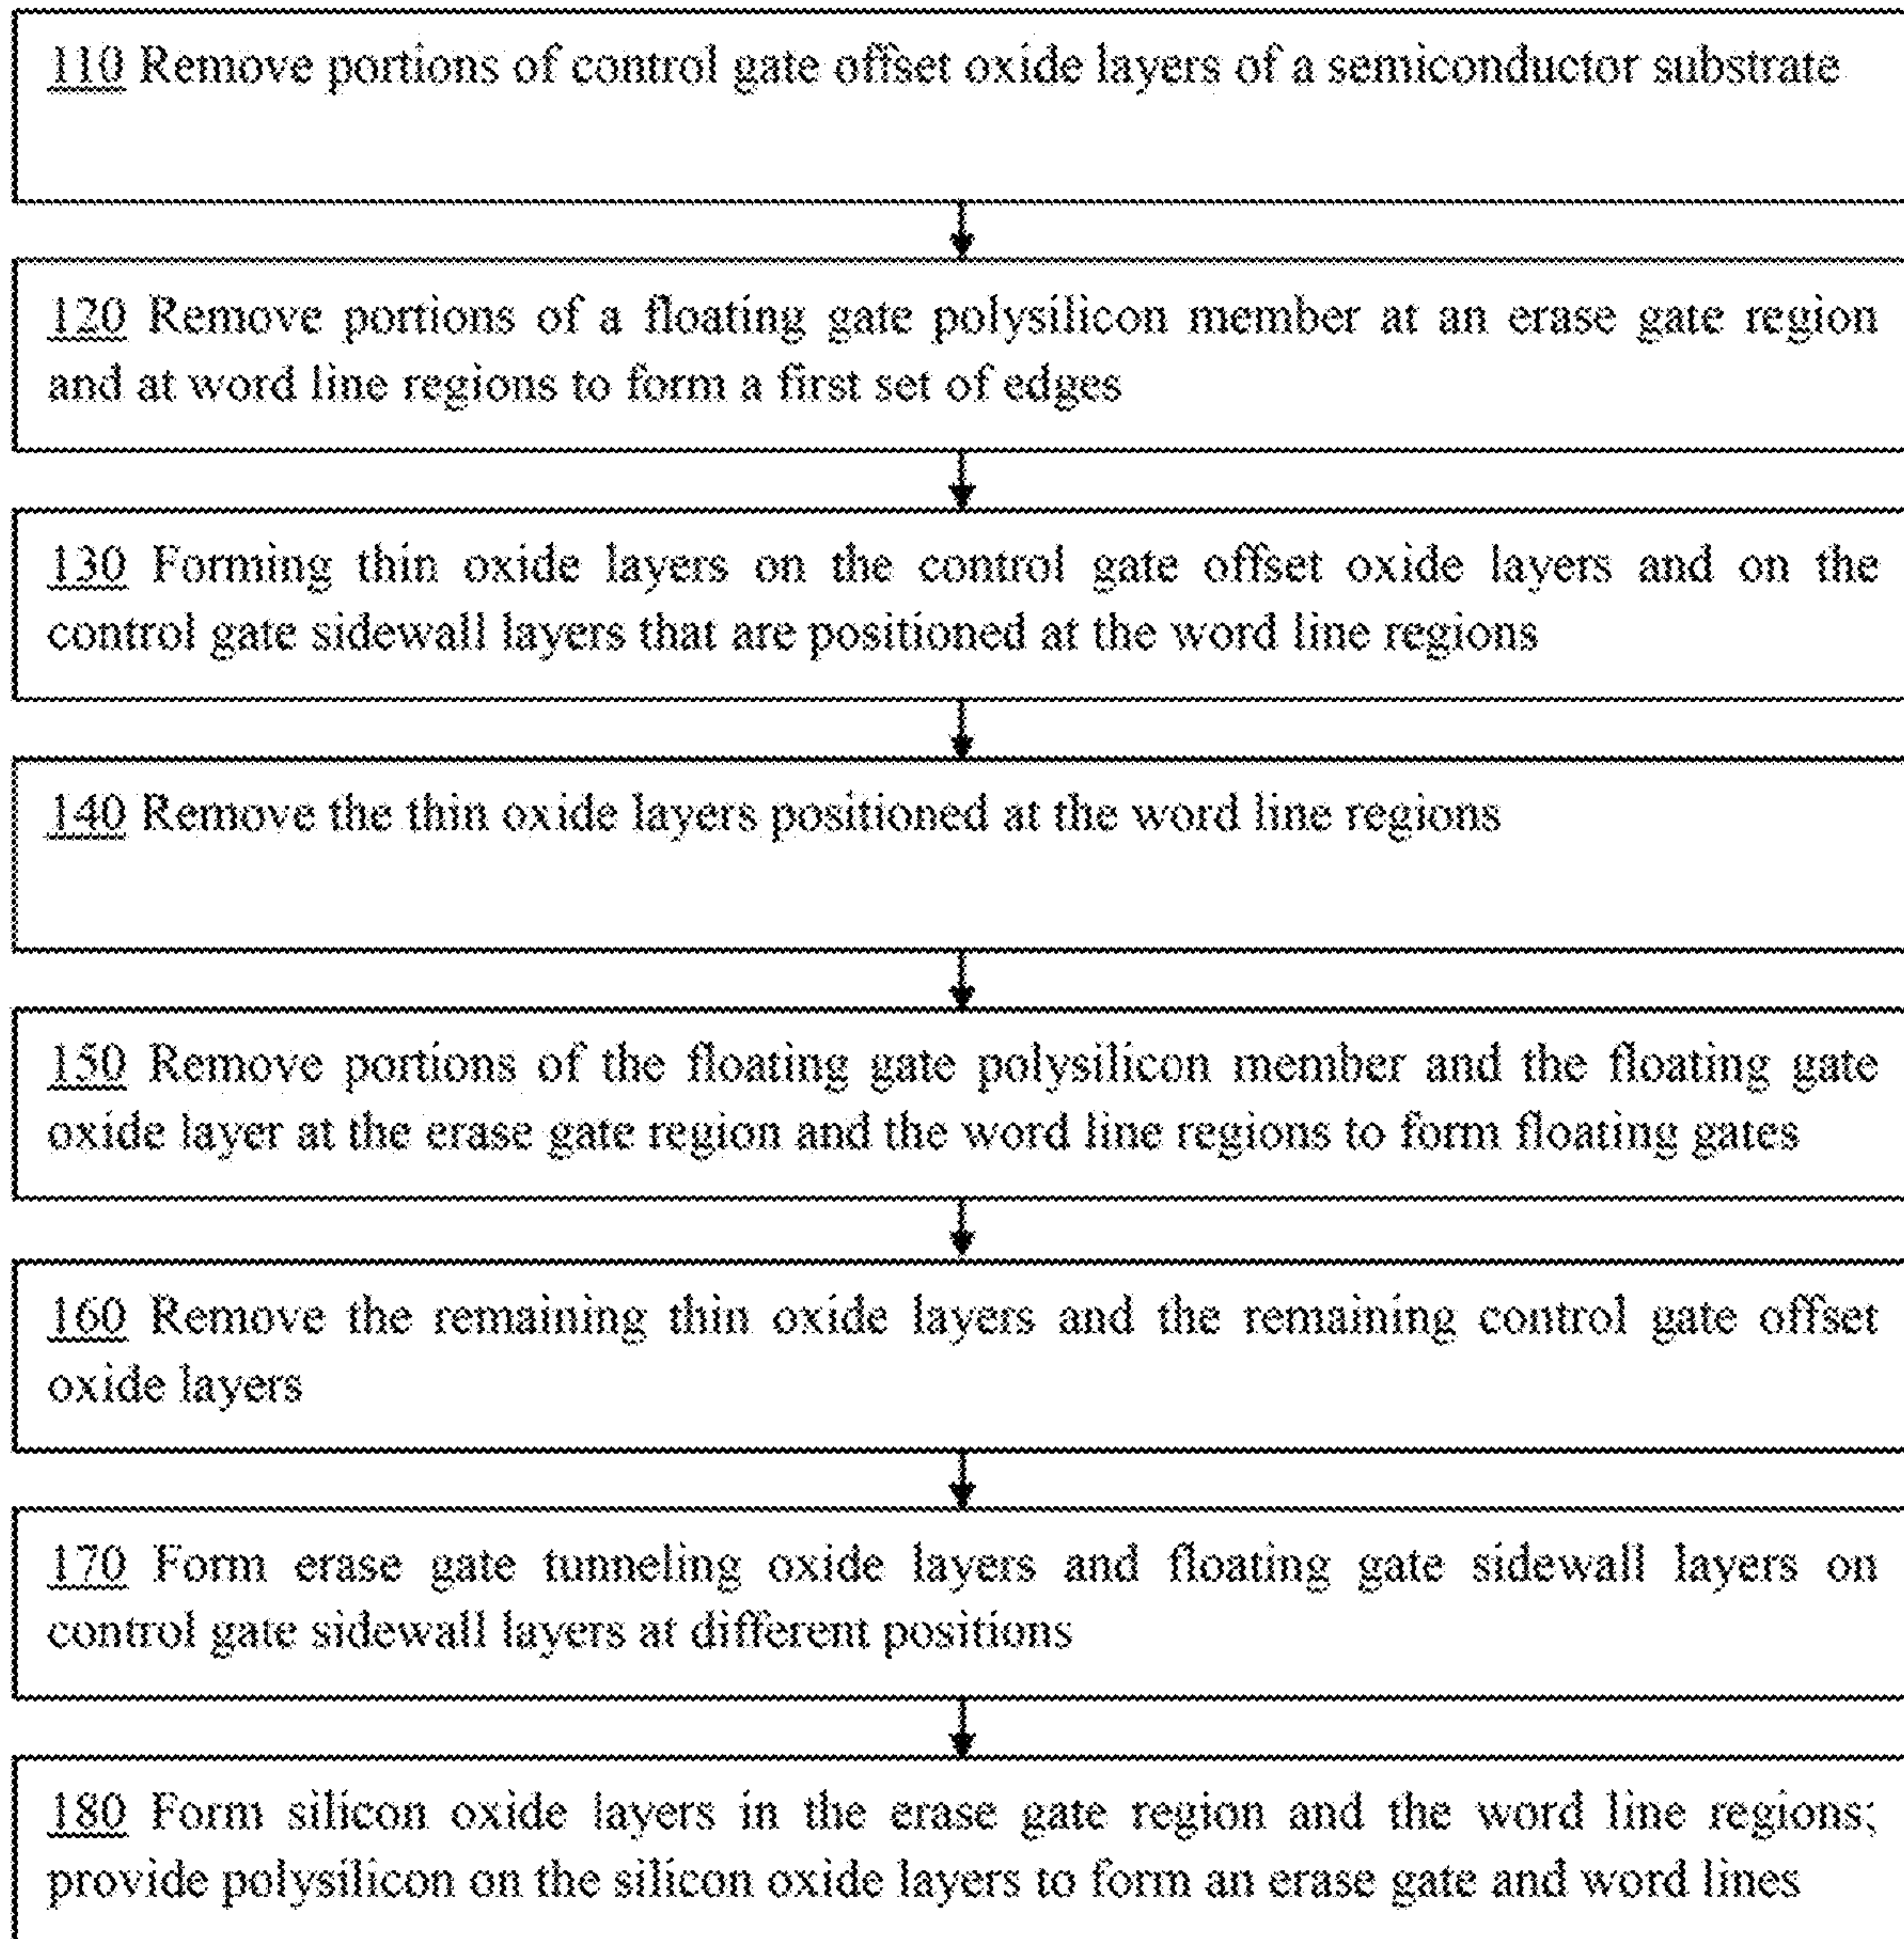 110 Remove portions of control gate offset oxide layers of a semiconductor substrate
120 Remove portions of a floating gate polysilicon member at an erase gate region
and at word line regions to form a first set of edges
130 Forming thin oxide layers on the control gate offset oxide layers and on the
control gate sidewall layers that are positioned at the word line regions
140 Remove the thin oxide layers positioned at the word line regions
150 Remove portions of the floating gate polysilicon member and the floating gate
oxide layer at the erase gate region and the word line regions to form floating gates
160 Remove the remaining thin oxide layers and the remaining control gate offset
oxide layers
170 Form erase gate tunneling oxide layers and floating gate sidewall layers on
control gate sidewall layers at different positions
180 Form silicon oxide layers in the erase gate region and the word line regions;
provide polysilicon on the silicon oxide layers to form an erase gate and word lines